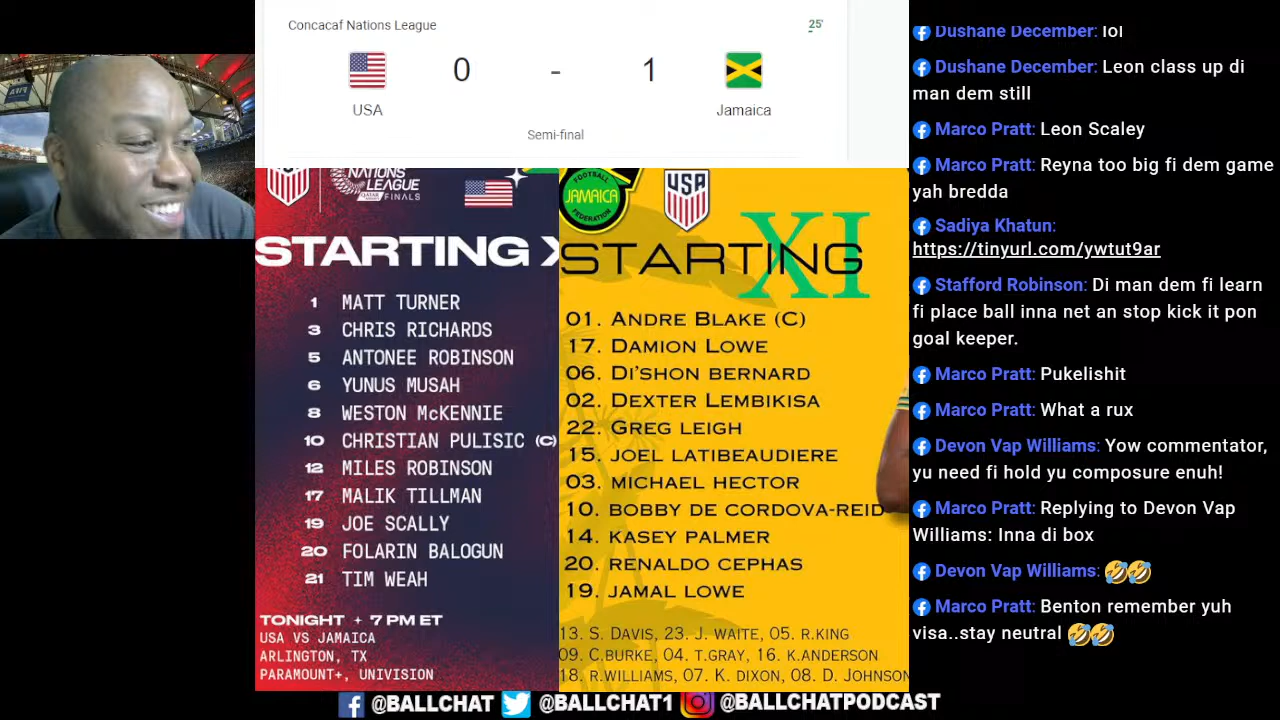 Concacaf Nations League
25'
0 - 1
USA
Jamaica
Semi-final
NATIONS
LEAGUE
FINALS
STARTING X
1 MATT TURNER
3 CHRIS RICHARDS
5 ANTONEE ROBINSON
6 YUNUS MUSAH
8 WESTON McKENNIE
10 CHRISTIAN PULISIC (C)
12 MILES ROBINSON
17 MALIK TILLMAN
19 JOE SCALLY
20 FOLARIN BALOGUN
21 TIM WEAH
TONIGHT + 7 PM ET
USA VS JAMAICA
ARLINGTON, TX
PARAMOUNT+, UNIVISION
FOOTBALL
JAMAICA
FEDERATION
USA
STARTING
XI
01. ANDRE BLAKE (C)
17. DAMION LOWE
06. DI'SHON BERNARD
02. DEXTER LEMBIKISA
22. GREG LEIGH
15. JOEL LATIBEAUDIERE
03. MICHAEL HECTOR
10. BOBBY DE CORDOVA-REID
14. KASEY PALMER
20. RENALDO CEPHAS
19. JAMAL LOWE
13. S. DAVIS, 23. J. WAITE, 05. R.KING
09. C.BURKE, 04. T.GRAY, 16. K.ANDERSON
18. R.WILLIAMS, 07. K. DIXON, 08. D. JOHNSON
Dushane December: lol
Dushane December: Leon class up di
man dem still
Marco Pratt: Leon Scaley
Marco Pratt: Reyna too big fi dem game
yah bredda
Sadiya Khatun:
https://tinyurl.com/ywtut9ar
Stafford Robinson: Di man dem fi learn
fi place ball inna net an stop kick it pon
goal keeper.
Marco Pratt: Pukelishit
Marco Pratt: What a rux
Devon Vap Williams: Yow commentator,
yu need fi hold yu composure enuh!
Marco Pratt: Replying to Devon Vap
Williams: Inna di box
Devon Vap Williams: 🤣🤣
Marco Pratt: Benton remember yuh
visa..stay neutral 🤣🤣
@BALLCHAT @BALLCHAT1 @BALLCHATPODCAST